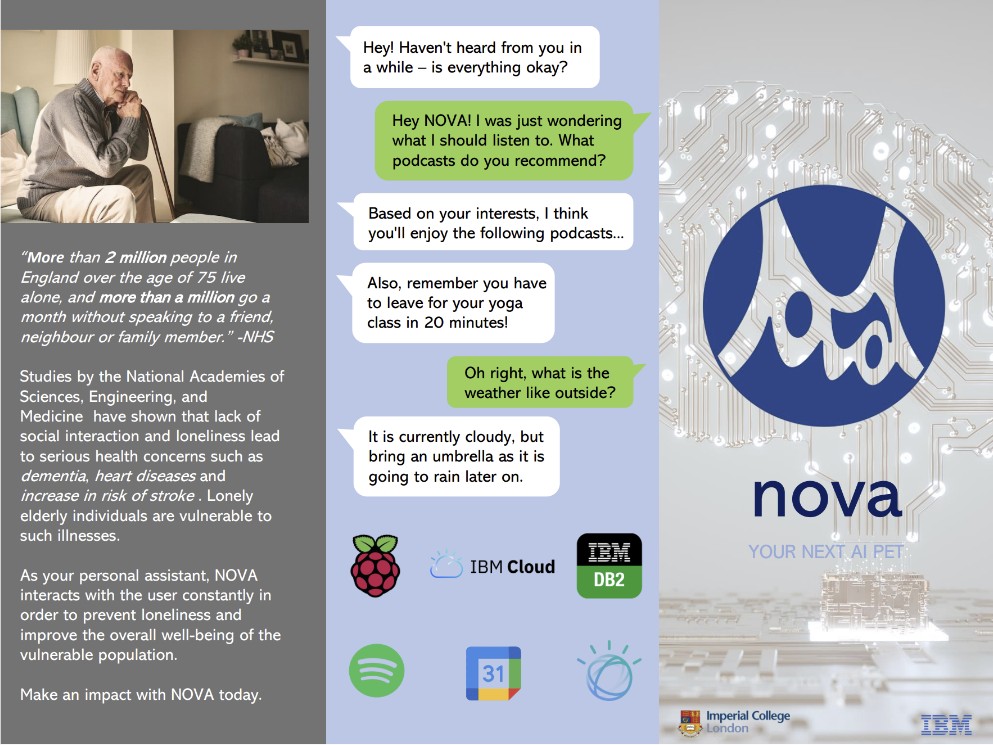 “More than 2 million people in
England over the age of 75 live
alone, and more than a million go a
month without speaking to a friend,
neighbour or family member.” -NHS
Studies by the National Academies of
Sciences, Engineering, and
Medicine  have shown that lack of
social interaction and loneliness lead
to serious health concerns such as
dementia, heart diseases and
increase in risk of stroke . Lonely
elderly individuals are vulnerable to
such illnesses.
As your personal assistant, NOVA
interacts with the user constantly in
order to prevent loneliness and
improve the overall well-being of the
vulnerable population.
Make an impact with NOVA today.
Hey! Haven't heard from you in
a while – is everything okay?
Hey NOVA! I was just wondering
what I should listen to. What
podcasts do you recommend?
Based on your interests, I think
you'll enjoy the following podcasts...
Also, remember you have
to leave for your yoga
class in 20 minutes!
Oh right, what is the
weather like outside?
It is currently cloudy, but
bring an umbrella as it is
going to rain later on.
IBM Cloud
IBM
DB2
31
nova
nova
YOUR NEXT AI PET
Imperial College
London
IBM